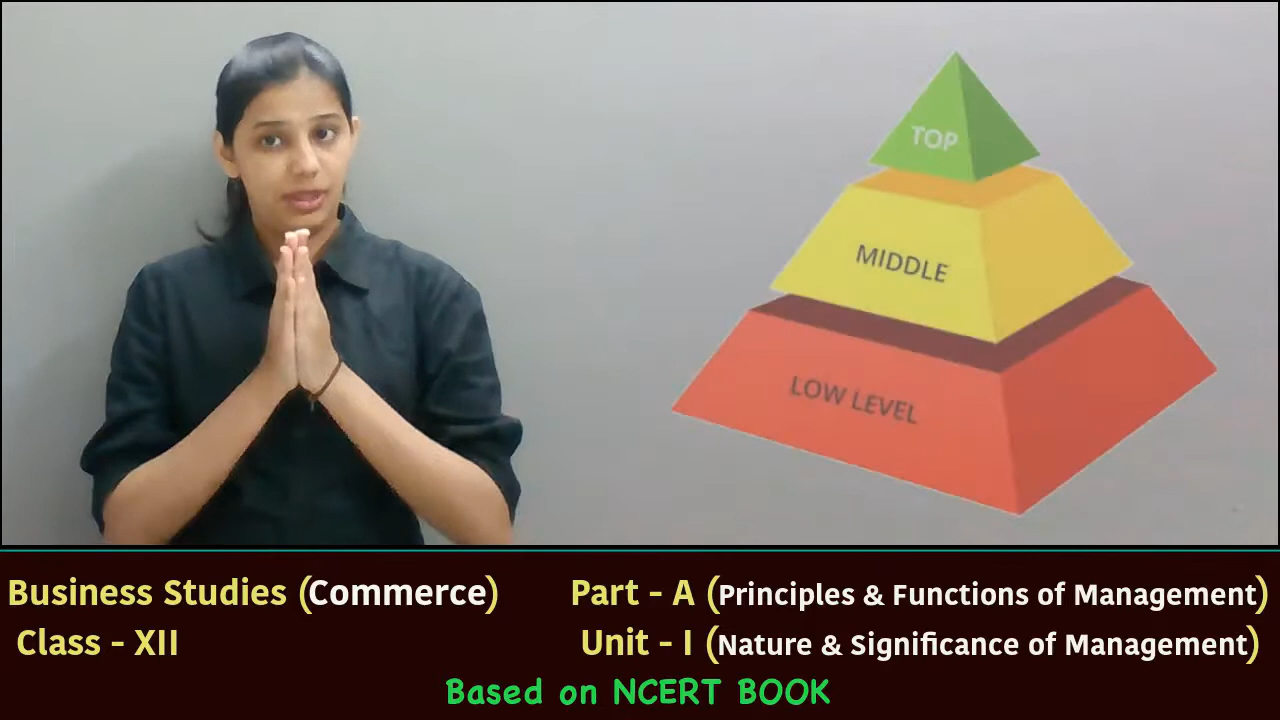 TOP
MIDDLE
LOW LEVEL
Business Studies (Commerce)
Part - A (Principles & Functions of Management)
Class - XII
Unit - I (Nature & Significance of Management)
Based on NCERT BOOK